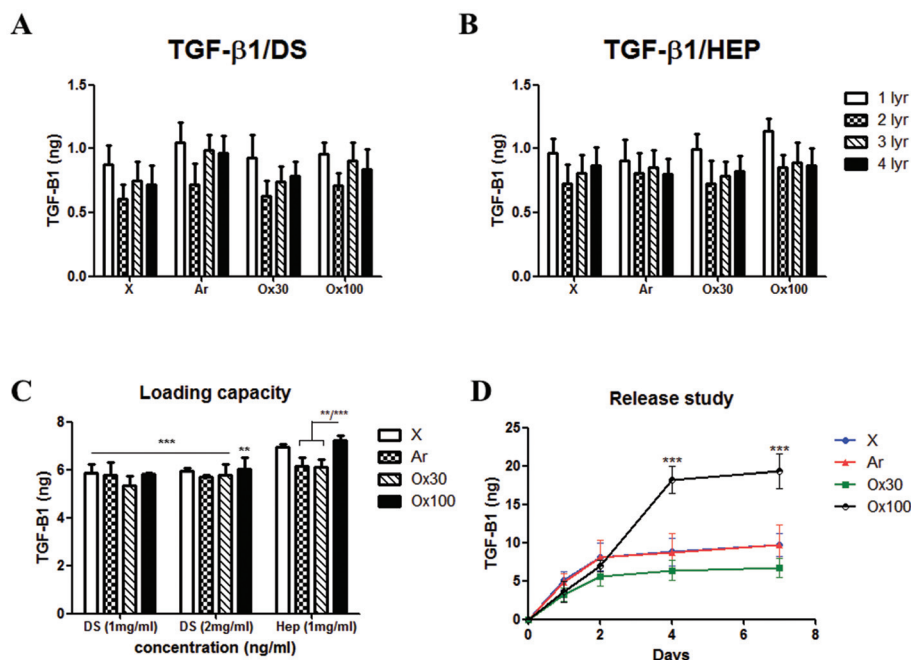 A
TGF-β1/DS
TGF-B1 (ng)
1.5
1.0
0.5
0.0
X Ar Ox30 Ox100
B
TGF-β1/HEP
TGF-B1 (ng)
1.5
1.0
0.5
0.0
X Ar Ox30 Ox100
1 lyr
2 lyr
3 lyr
4 lyr
C
Loading capacity
TGF-B1 (ng)
8
6
4
2
0
***
**
**/***
DS (1mg/ml) DS (2mg/ml) Hep (1mg/ml)
concentration (ng/ml)
X
Ar
Ox30
Ox100
D
Release study
TGF-B1 (ng)
25
20
15
10
5
0
*** ***
0 2 4 6 8
Days
X
Ar
Ox30
Ox100